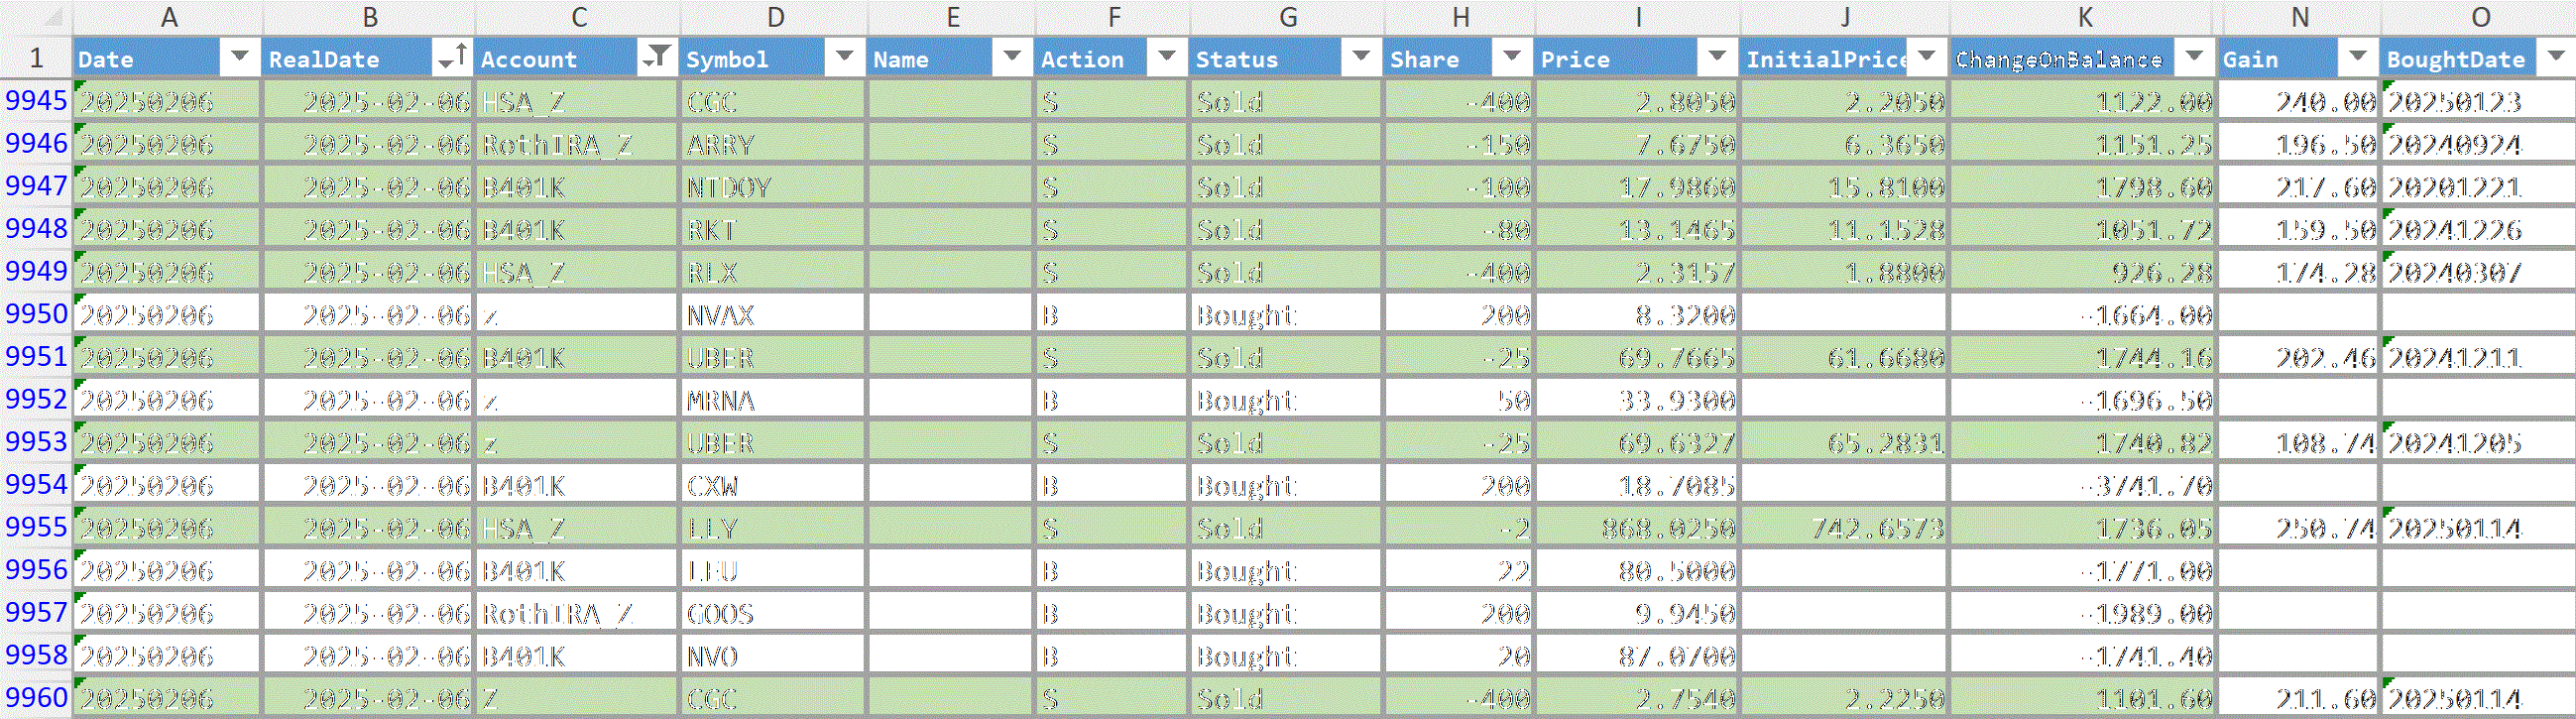 A B C D E F G H I J K N O
1 Date RealDate Account Symbol Name Action Status Share Price InitialPrice ChangeOnBalance Gain BoughtDate
9945 20250206 2025-02-06 HSA_Z CGC S Sold -400 2.8050 2.2050 1122.00 240.00 20250123
9946 20250206 2025-02-06 RothIRA_Z ARRY S Sold -150 7.6750 6.3650 1151.25 196.50 20240924
9947 20250206 2025-02-06 B401K NTDOY S Sold -100 17.9860 15.8100 1798.60 217.60 20201221
9948 20250206 2025-02-06 B401K RKT S Sold -80 13.1465 11.1528 1051.72 159.50 20241226
9949 20250206 2025-02-06 HSA_Z RLX S Sold -400 2.3157 1.8800 926.28 174.28 20240307
9950 20250206 2025-02-06 z NVAX B Bought 200 8.3200 -1664.00
9951 20250206 2025-02-06 B401K UBER S Sold -25 69.7665 61.6680 1744.16 202.46 20241211
9952 20250206 2025-02-06 z MRNA B Bought 50 33.9300 -1696.50
9953 20250206 2025-02-06 z UBER S Sold -25 69.6327 65.2831 1740.82 108.74 20241205
9954 20250206 2025-02-06 B401K CXW B Bought 200 18.7085 -3741.70
9955 20250206 2025-02-06 HSA_Z LLY S Sold -2 868.0250 742.6573 1736.05 250.74 20250114
9956 20250206 2025-02-06 B401K LEU B Bought 22 80.5000 -1771.00
9957 20250206 2025-02-06 RothIRA_Z GOOS B Bought 200 9.9450 -1989.00
9958 20250206 2025-02-06 B401K NVO B Bought 20 87.0700 -1741.40
9960 20250206 2025-02-06 Z CGC S Sold -400 2.7540 2.2250 1101.60 211.60 20250114